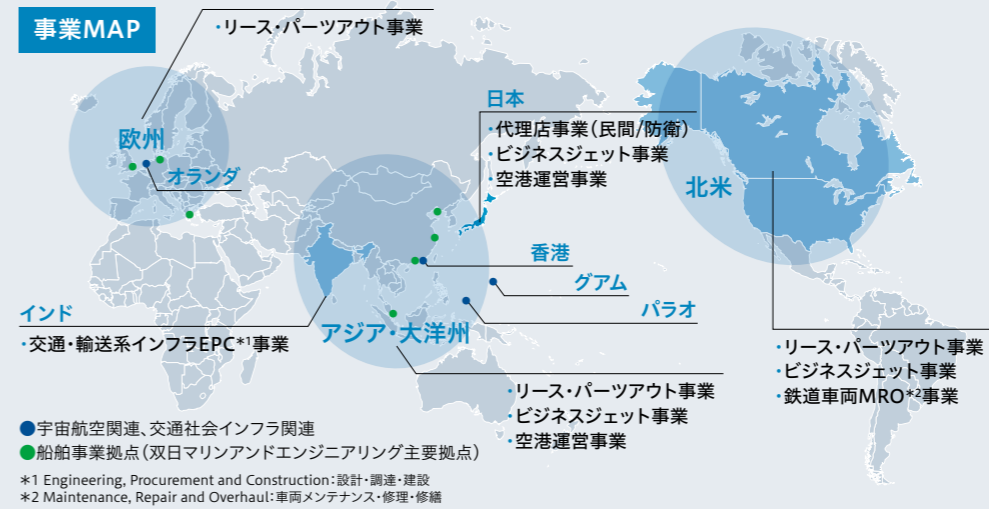 事業MAP
・リース・パーツアウト事業
欧州
オランダ
日本
・代理店事業（民間/防衛）
・ビジネスジェット事業
・空港運営事業
北米
香港
グアム
パラオ
インド
・交通・輸送系インフラEPC*1事業
アジア・大洋州
・リース・パーツアウト事業
・ビジネスジェット事業
・空港運営事業
・リース・パーツアウト事業
・ビジネスジェット事業
・鉄道車両MRO*2事業
●宇宙航空関連、交通社会インフラ関連
●船舶事業拠点（双日マリンアンドエンジニアリング主要拠点）
*1 Engineering, Procurement and Construction：設計・調達・建設
*2 Maintenance, Repair and Overhaul：車両メンテナンス・修理・修繕